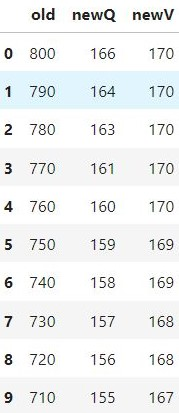 old newQ newV
0 800 166 170
1 790 164 170
2 780 163 170
3 770 161 170
4 760 160 170
5 750 159 169
6 740 158 169
7 730 157 168
8 720 156 168
9 710 155 167